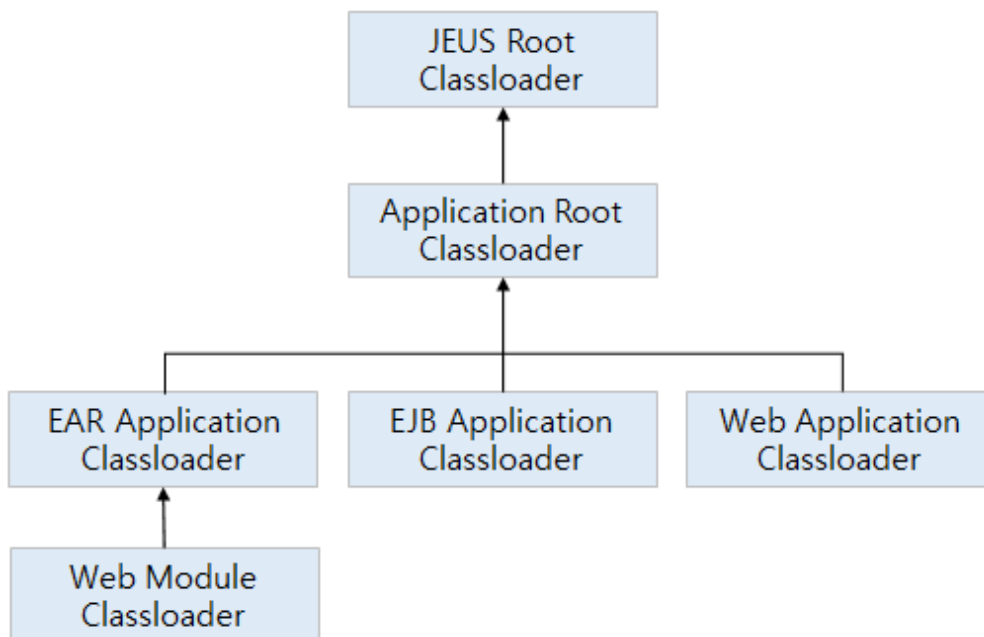 JEUS Root
Classloader
Application Root
Classloader
EAR Application
Classloader
EJB Application
Classloader
Web Application
Classloader
Web Module
Classloader